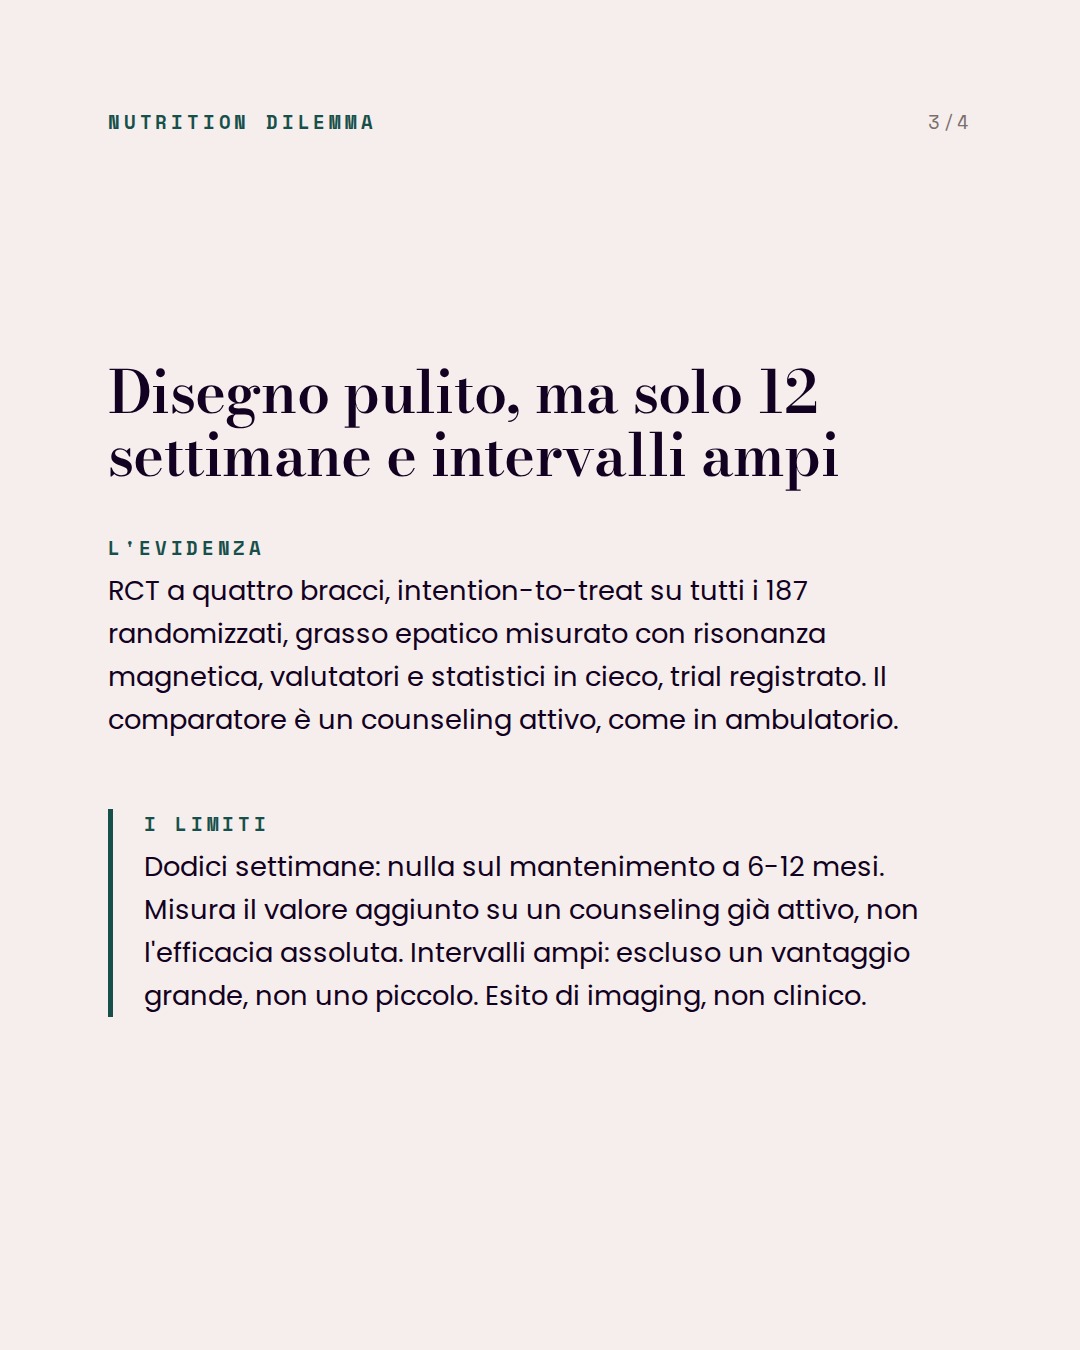 NUTRITION DILEMMA
3/4
Disegno pulito, ma solo 12
settimane e intervalli ampi
L'EVIDENZA
RCT a quattro bracci, intention-to-treat su tutti i 187
randomizzati, grasso epatico misurato con risonanza
magnetica, valutatori e statistici in cieco, trial registrato. Il
comparatore è un counseling attivo, come in ambulatorio.
I LIMITI
Dodici settimane: nulla sul mantenimento a 6-12 mesi.
Misura il valore aggiunto su un counseling già attivo, non
l'efficacia assoluta. Intervalli ampi: escluso un vantaggio
grande, non uno piccolo. Esito di imaging, non clinico.